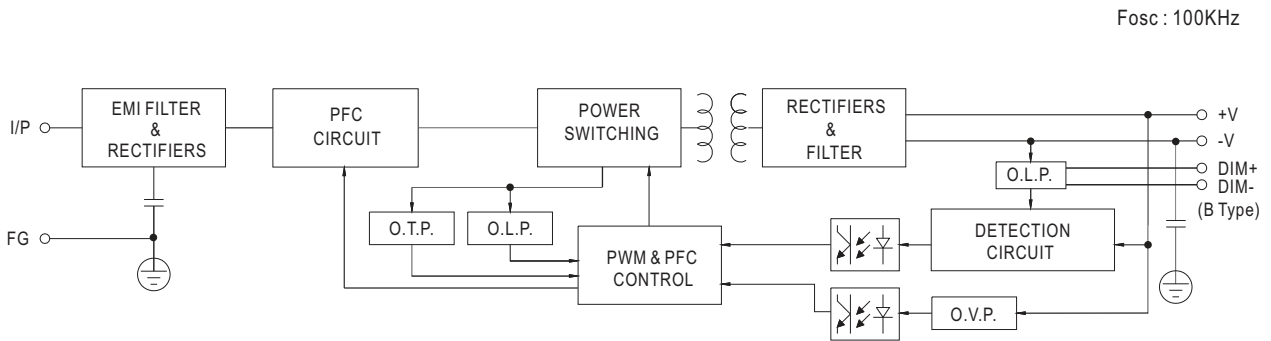 Fosc : 100KHz
I/P
EMI FILTER
&
RECTIFIERS
PFC
CIRCUIT
POWER
SWITCHING
RECTIFIERS
&
FILTER
+V
-V
DIM+
DIM-
(B Type)
O.L.P.
FG
O.T.P.
O.L.P.
PWM & PFC
CONTROL
DETECTION
CIRCUIT
O.V.P.